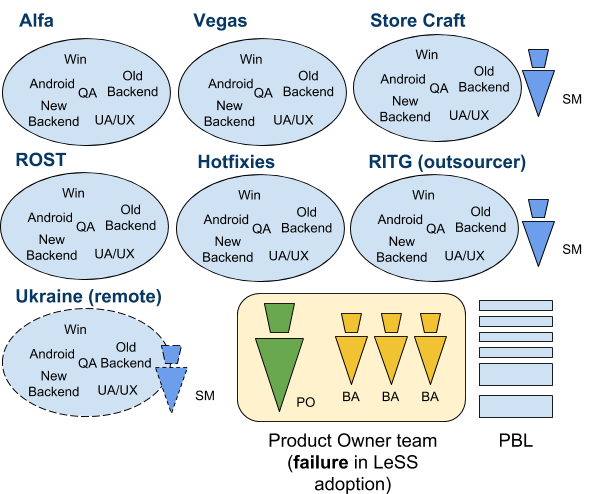 Alfa
Win
Android
QA
Old
Backend
New
Backend
UA/UX
Vegas
Win
Android
QA
Old
Backend
New
Backend
UA/UX
Store Craft
Win
Android
QA
Old
Backend
New
Backend
UA/UX
SM
ROST
Win
Android
QA
Old
Backend
New
Backend
UA/UX
Hotfixies
Win
Android
QA
Old
Backend
New
Backend
UA/UX
RITG (outsourcer)
Win
Android
QA
Old
Backend
New
Backend
UA/UX
SM
Ukraine (remote)
Win
Android
QA
Old
Backend
New
Backend
UA/UX
SM
PO
BA
BA
BA
Product Owner team
(failure in LeSS
adoption)
PBL